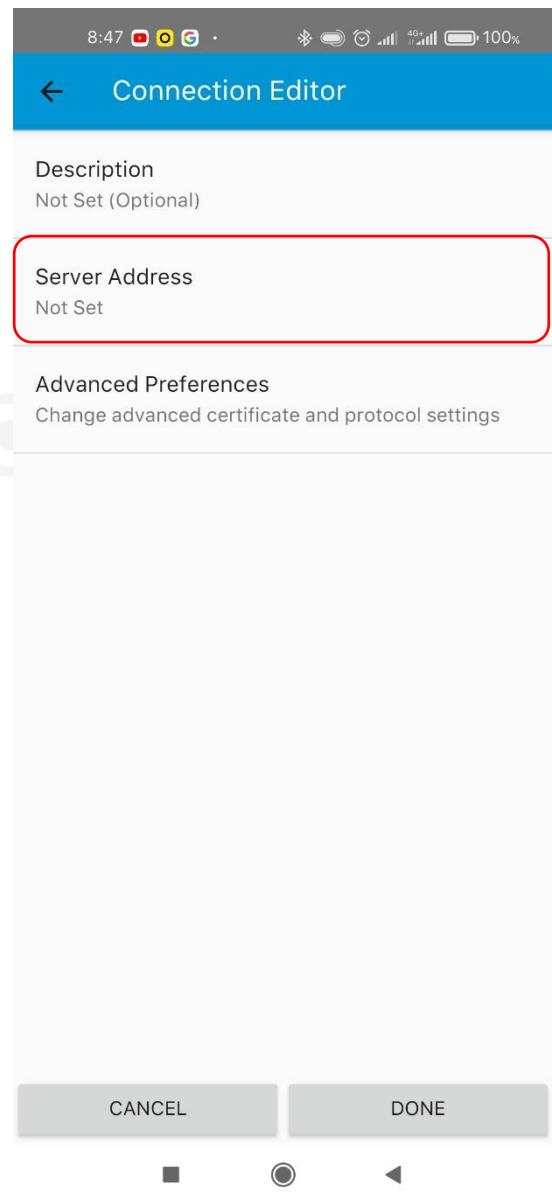 8:47
4G+
100%
Connection Editor
Description
Not Set (Optional)
Server Address
Not Set
Advanced Preferences
Change advanced certificate and protocol settings
CANCEL
DONE